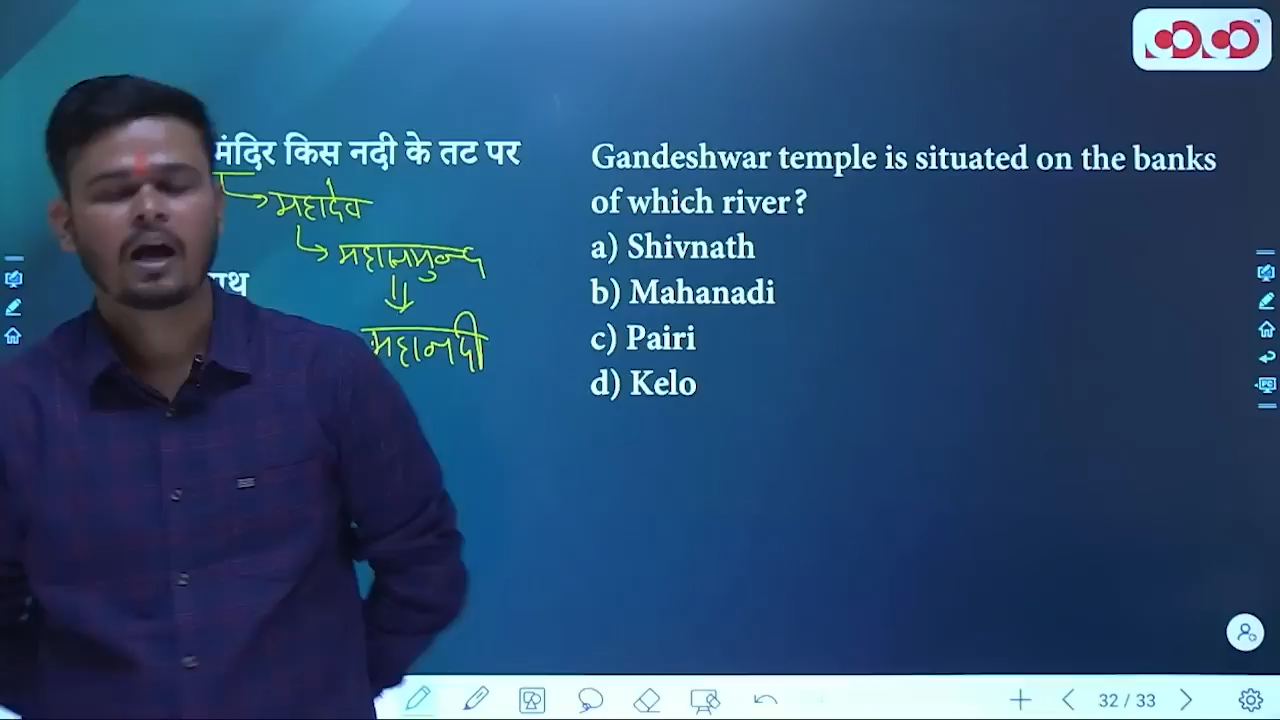 मंदिर किस नदी के तट पर
महादेव
महासमुन्द
महानदी
Gandeshwar temple is situated on the banks
of which river?
a) Shivnath
b) Mahanadi
c) Pairi
d) Kelo
32 / 33